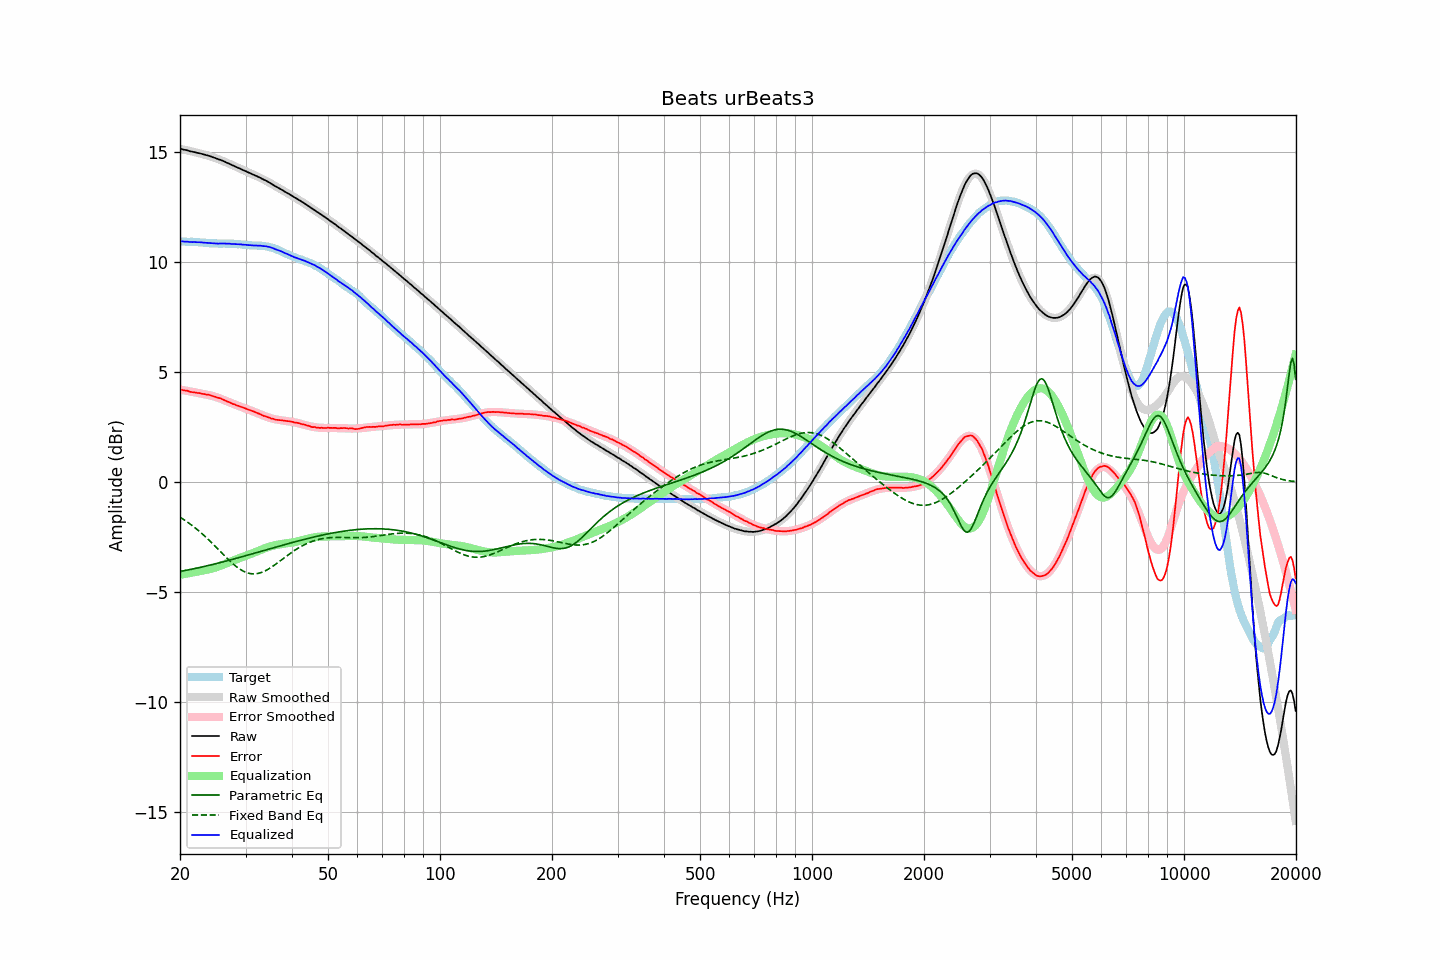 Beats urBeats3
Amplitude (dBr)
15
10
5
0
−5
−10
−15
Target
Raw Smoothed
Error Smoothed
Raw
Error
Equalization
Parametric Eq
Fixed Band Eq
Equalized
20 50 100 200 500 1000 2000 5000 10000 20000
Frequency (Hz)